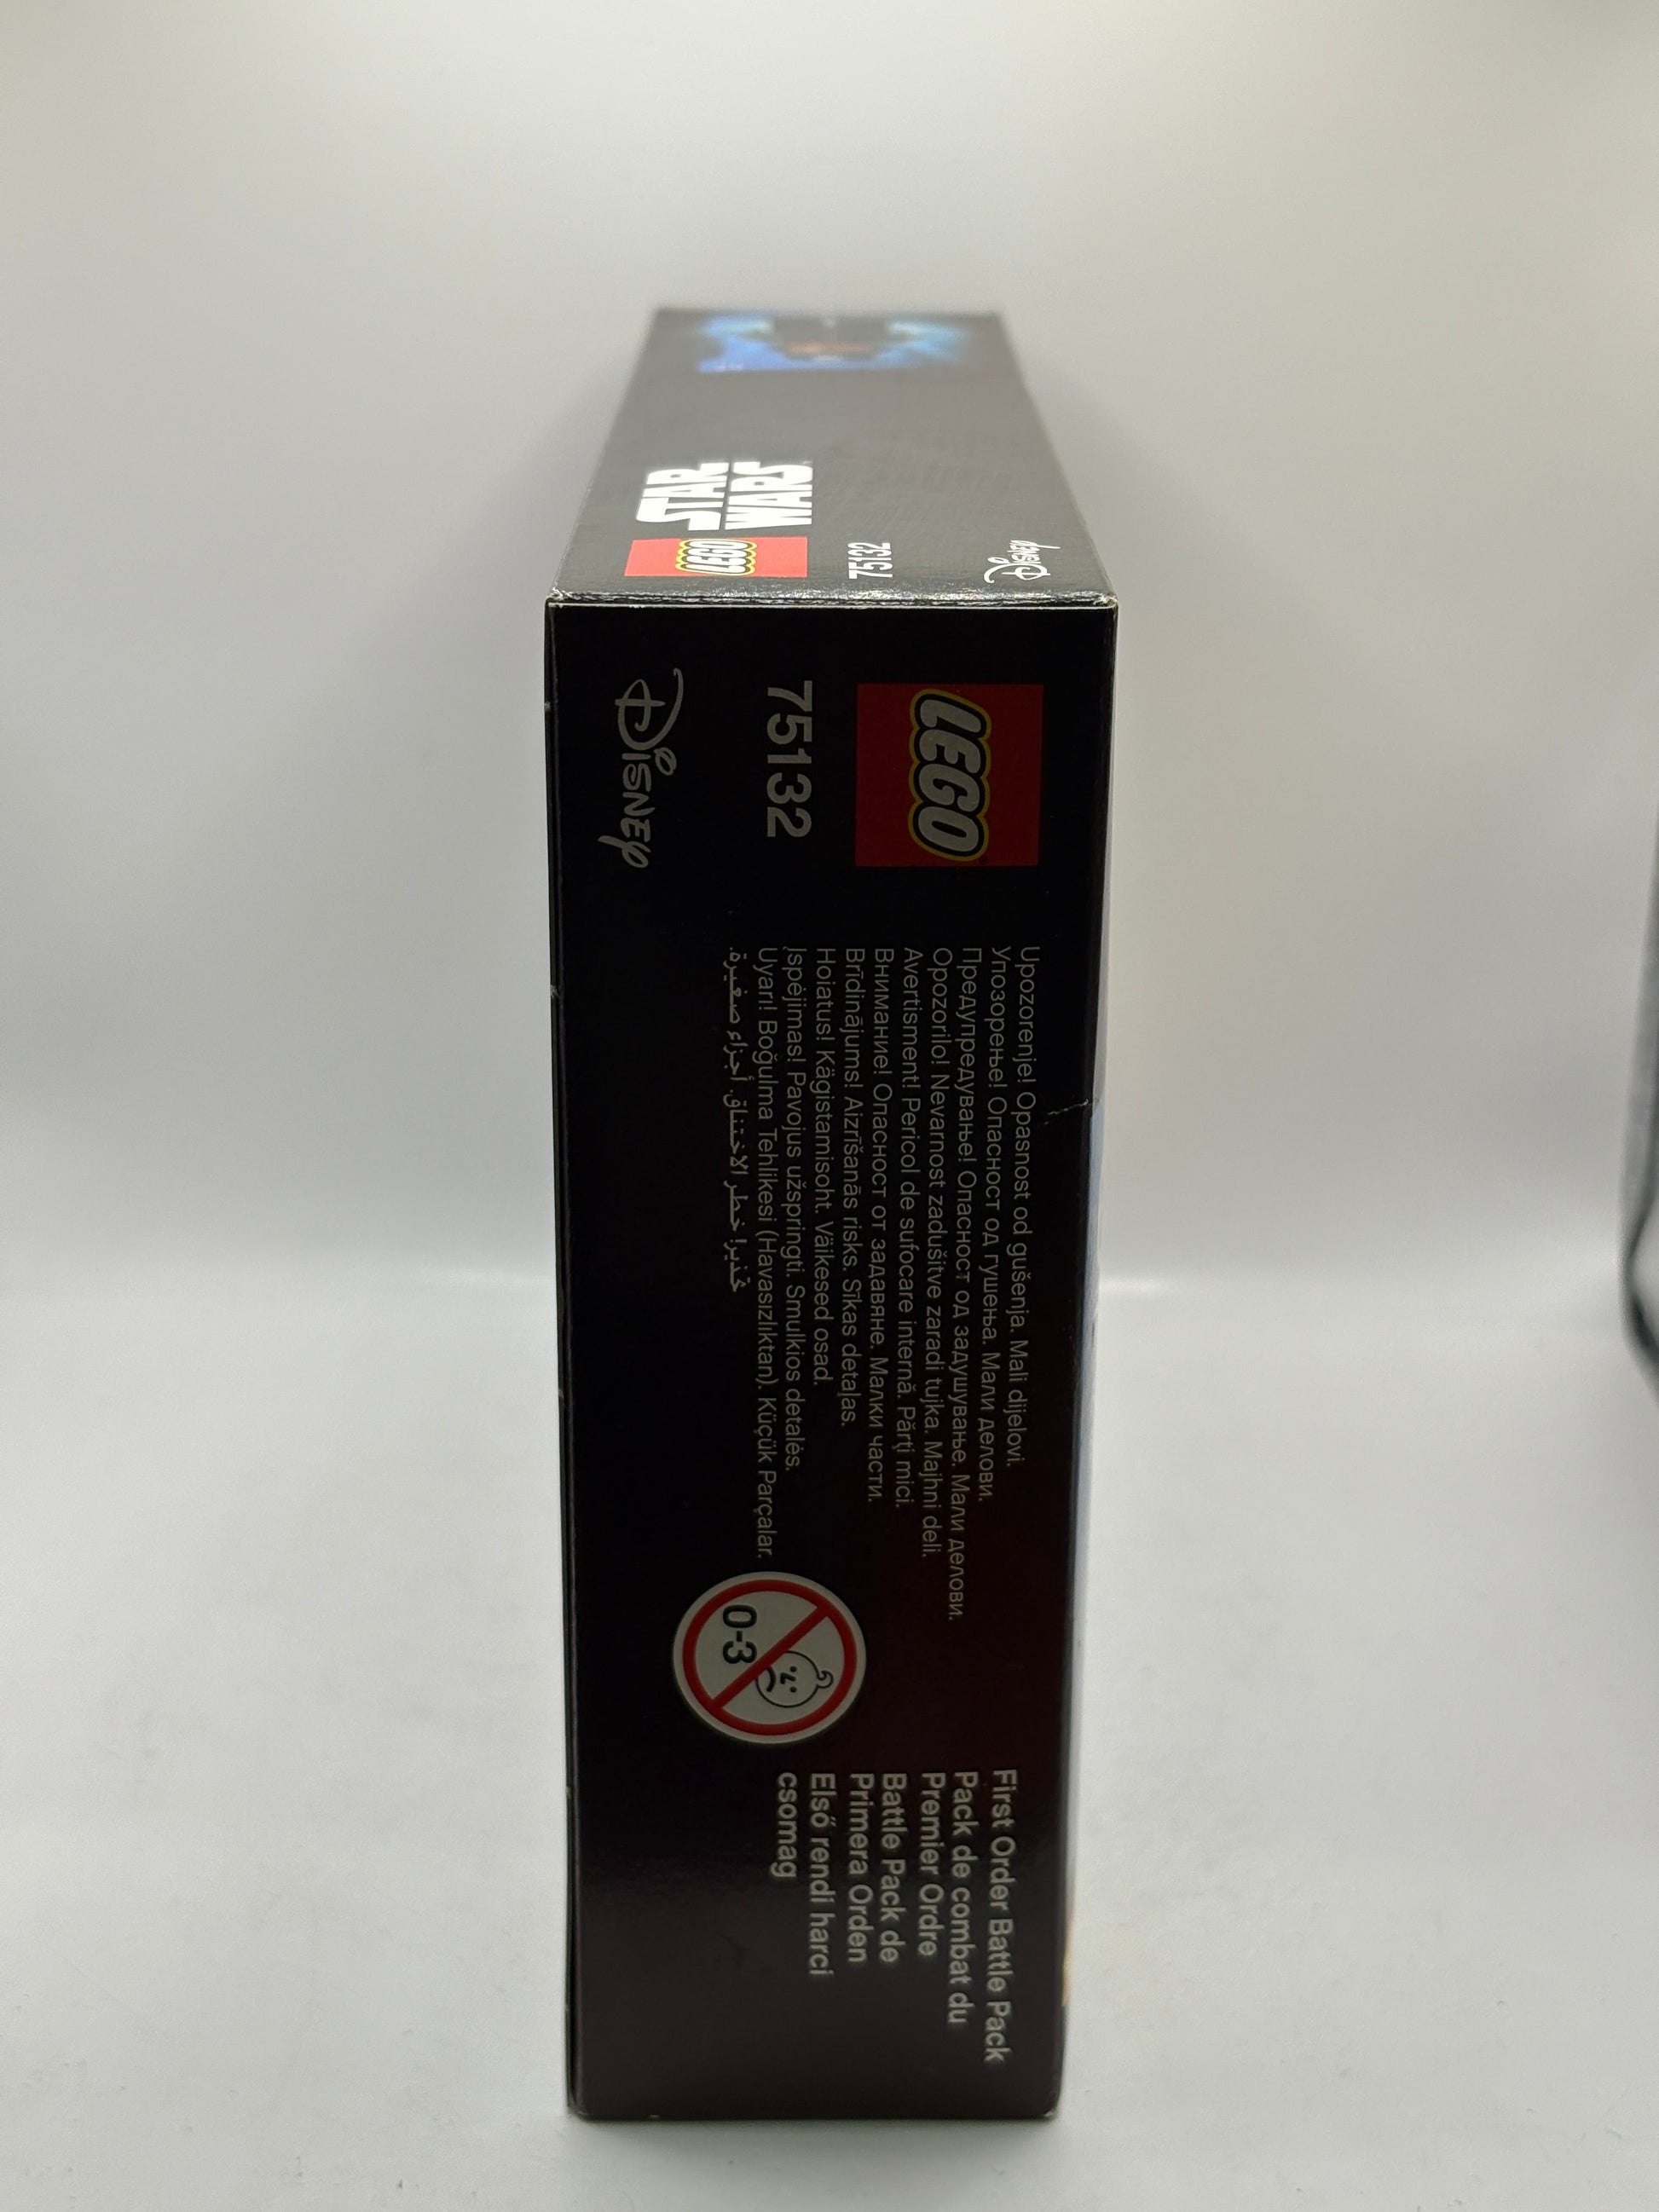 STAR
WARS
LEGO
75132
Disney
LEGO
75132
Disney
Upozorenje! Opasnost od gušenja. Mali dijelovi.
Упозорење! Опасност од гушења. Мали делови.
Предупредување! Опасност од задушување. Мали делови.
Opozorilo! Nevarnost zadušitve zaradi tujka. Majhni deli.
Avertisment! Pericol de sufocare internă. Părţi mici.
Внимание! Опасност от задавяне. Малки части.
Brīdinājums! Aizrīšanās risks. Sīkas detaļas.
Hoiatus! Kägistamisoht. Väikesed osad.
Įspėjimas! Pavojus užspringti. Smulkios detalės.
Uyarı! Boğulma Tehlikesi (Havasızlıktan). Küçük Parçalar.
تحذير! خطر الاختناق. أجزاء صغيرة.
0-3
First Order Battle Pack
Pack de combat du
Premier Ordre
Battle Pack de
Primera Orden
Első rendi harci
csomag